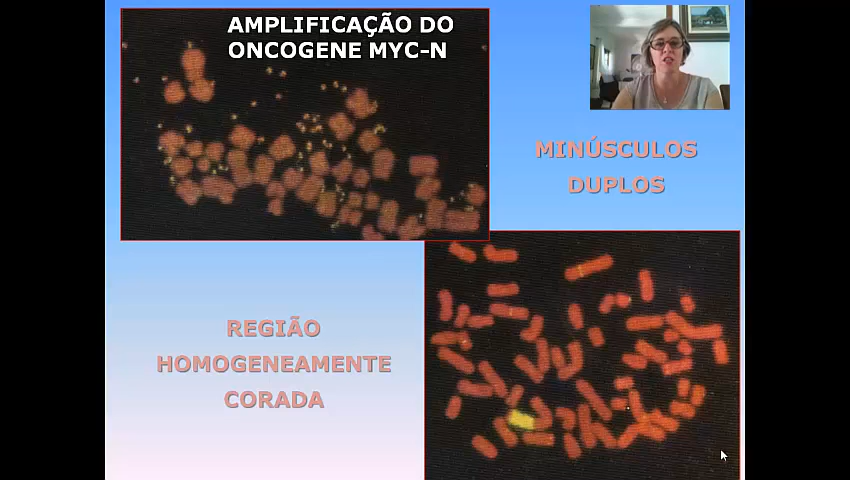 AMPLIFICAÇÃO DO
ONCOGENE MYC-N
MINÚSCULOS
DUPLOS
REGIÃO
HOMOGENEAMENTE
CORADA